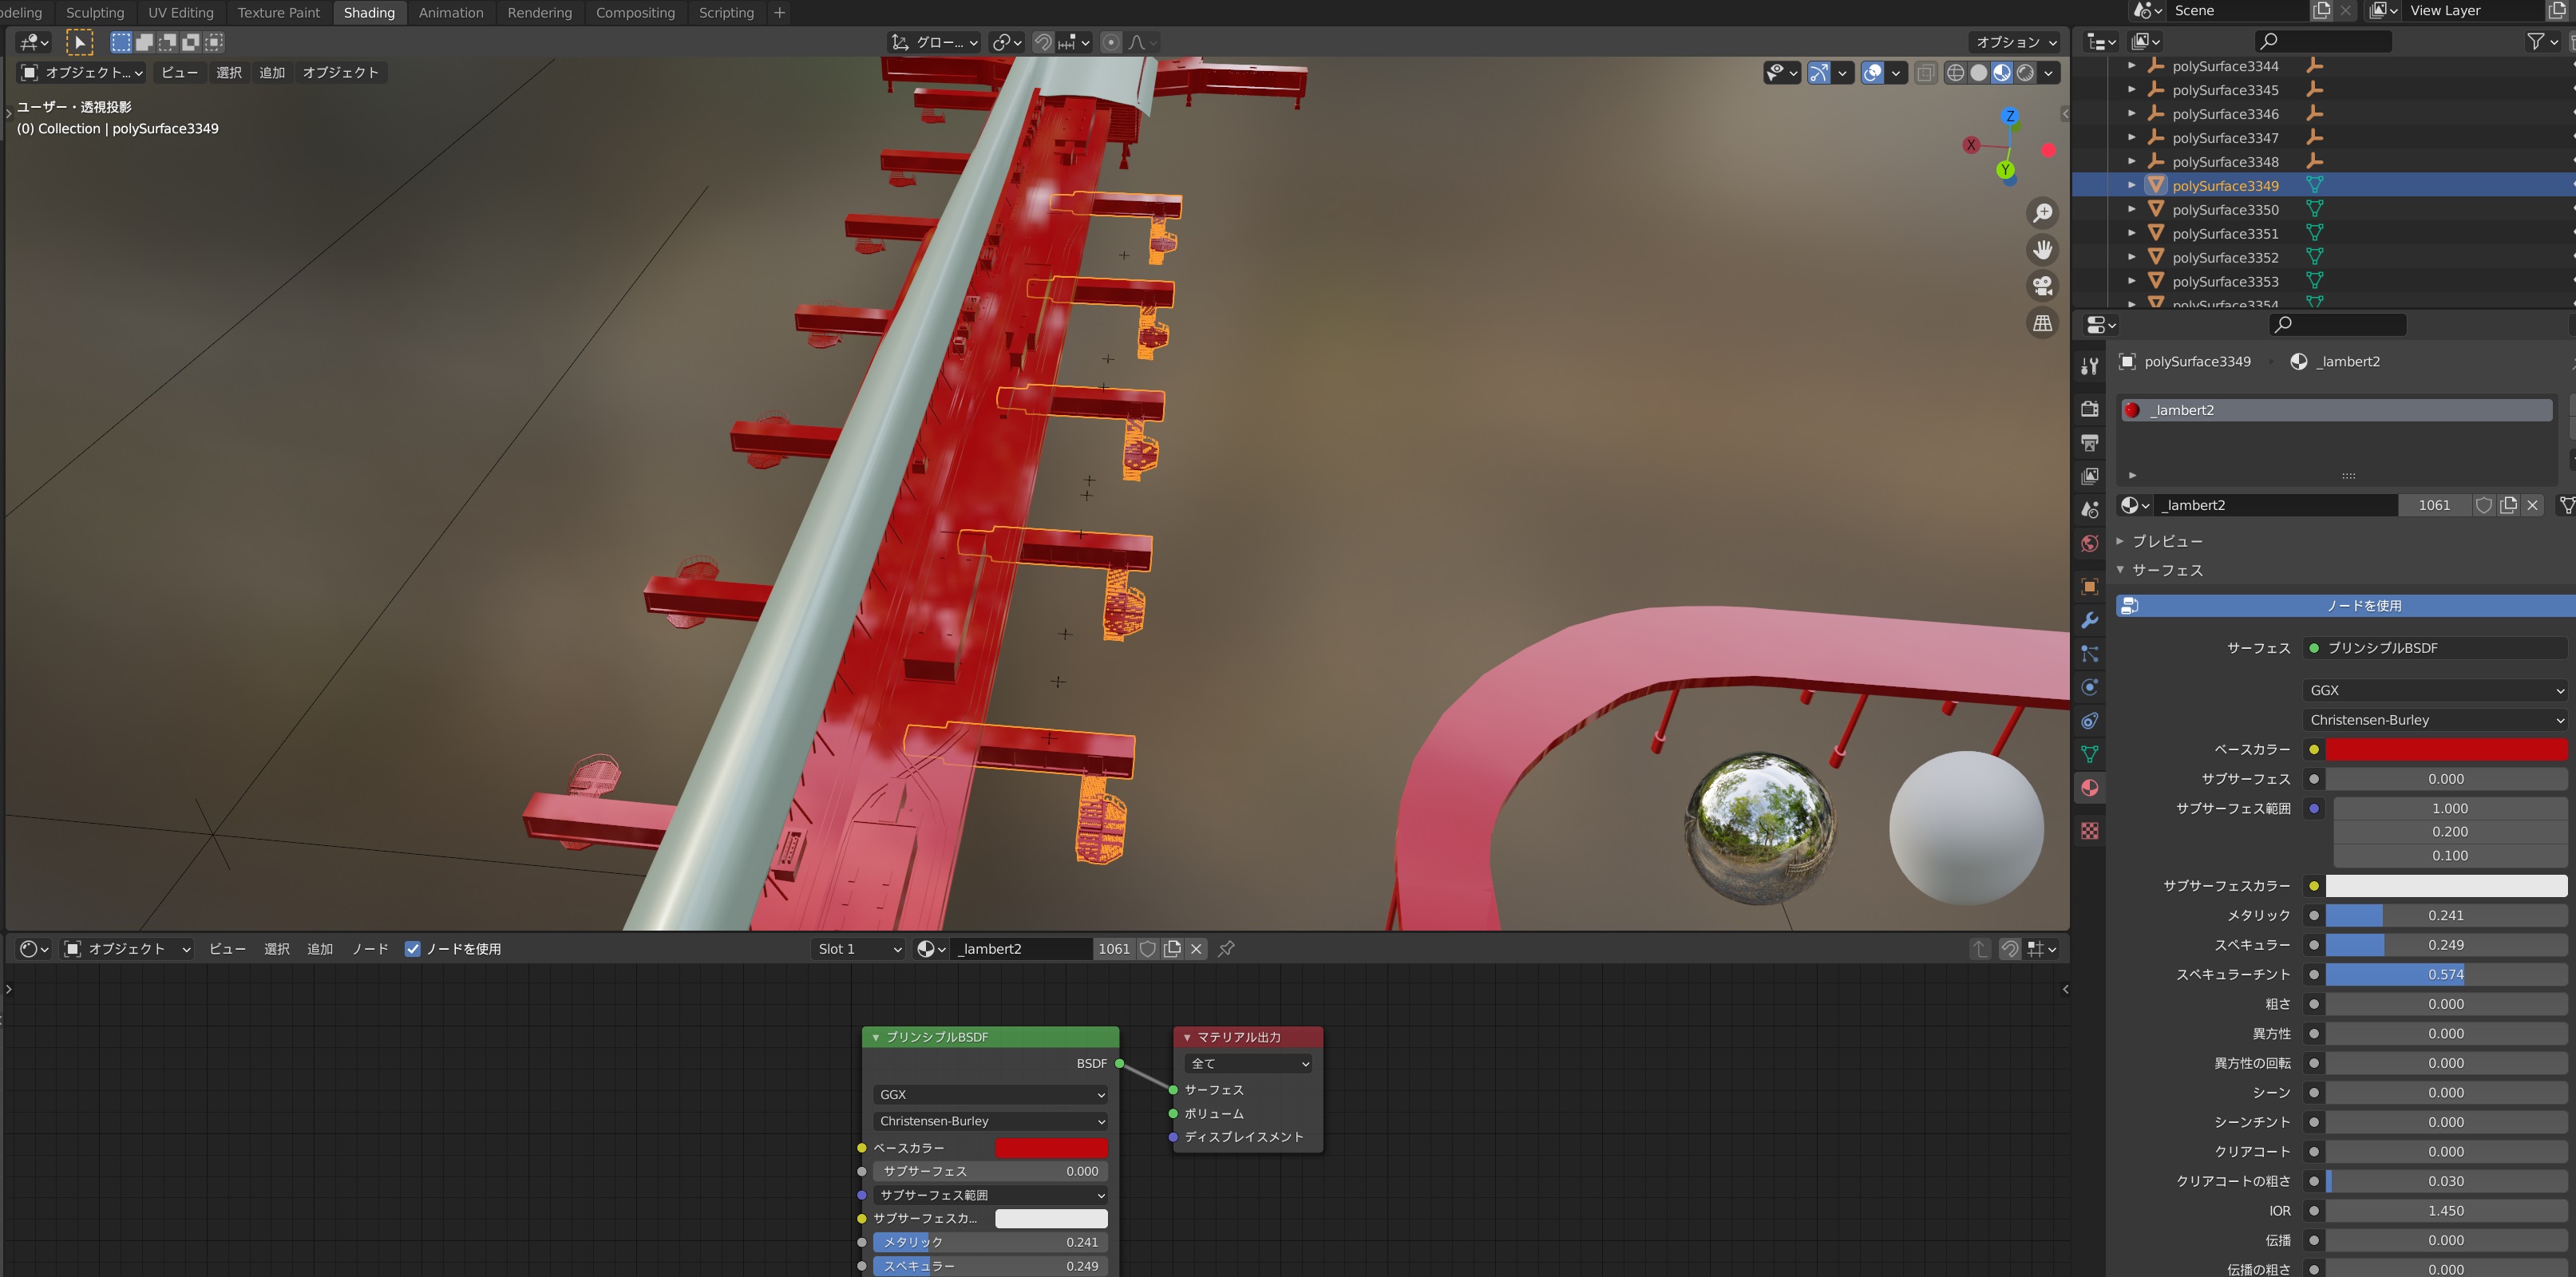 Sculpting UV Editing Texture Paint Shading Animation Rendering Compositing Scripting +
Scene
View Layer
グロー...
オプション
オブジェクト... ビュー 選択 追加 オブジェクト
ユーザー・透視投影
(0) Collection | polySurface3349
Z
X
Y
polySurface3344
polySurface3345
polySurface3346
polySurface3347
polySurface3348
polySurface3349
polySurface3350
polySurface3351
polySurface3352
polySurface3353
polySurface3354
polySurface3349 _lambert2
_lambert2
_lambert2 1061
プレビュー
サーフェス
ノードを使用
サーフェス プリンシプルBSDF
GGX
Christensen-Burley
ベースカラー
サブサーフェス 0.000
サブサーフェス範囲 1.000
0.200
0.100
サブサーフェスカラー
メタリック 0.241
スペキュラー 0.249
スペキュラーチント 0.574
粗さ 0.000
異方性 0.000
異方性の回転 0.000
シーン 0.000
シーンチント 0.000
クリアコート 0.000
クリアコートの粗さ 0.030
IOR 1.450
伝播 0.000
伝播の粗さ 0.000
オブジェクト ビュー 選択 追加 ノード ノードを使用 Slot 1 _lambert2 1061
プリンシプルBSDF
BSDF
GGX
Christensen-Burley
ベースカラー
サブサーフェス 0.000
サブサーフェス範囲
サブサーフェスカ...
メタリック 0.241
スペキュラー 0.249
マテリアル出力
全て
サーフェス
ボリューム
ディスプレイスメント